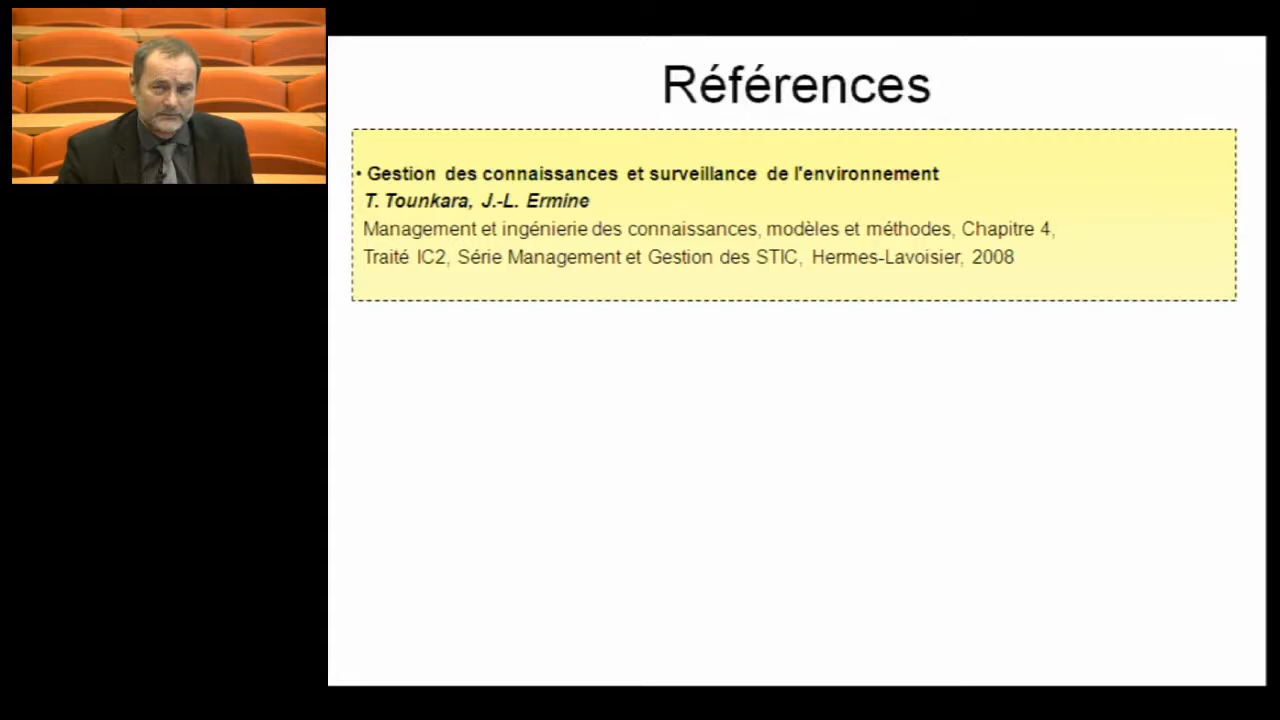 Références
• Gestion des connaissances et surveillance de l'environnement
T. Tounkara, J.-L. Ermine
Management et ingénierie des connaissances, modèles et méthodes, Chapitre 4,
Traité IC2, Série Management et Gestion des STIC, Hermes-Lavoisier, 2008